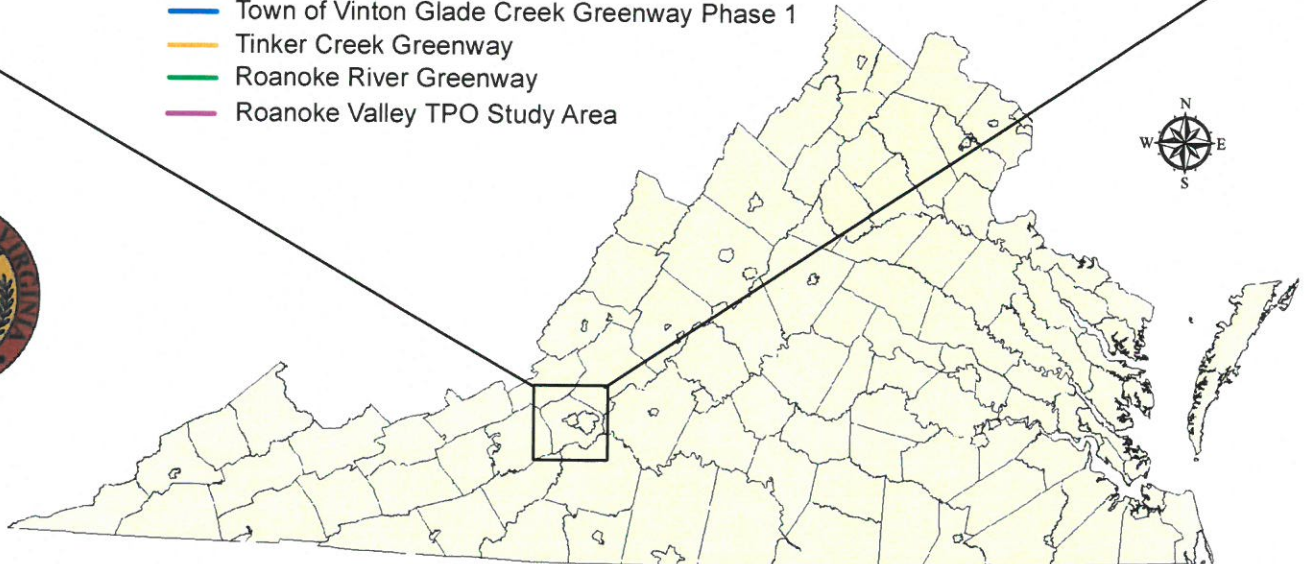 Town of Vinton Glade Creek Greenway Phase 1
Tinker Creek Greenway
Roanoke River Greenway
Roanoke Valley TPO Study Area
N
W E
S
VIRGINIA